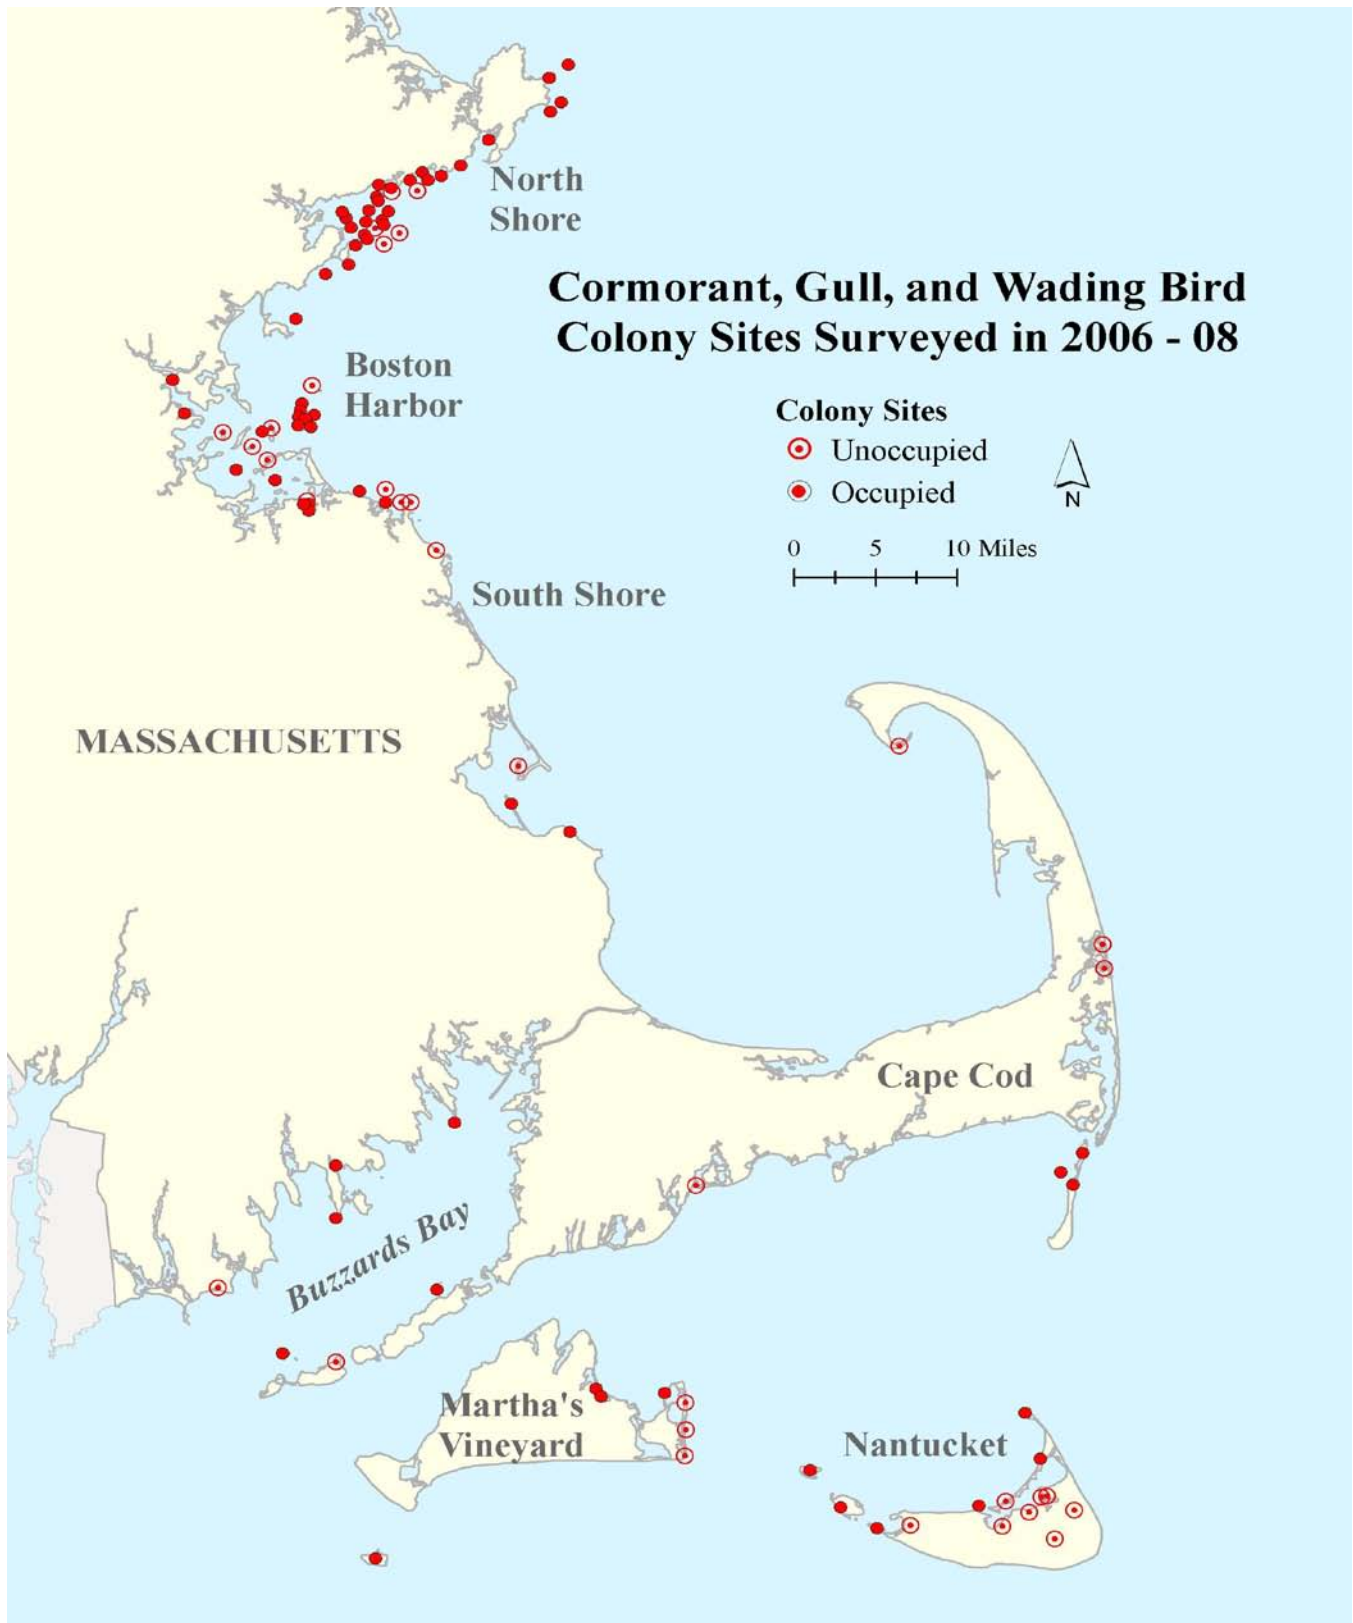 North
Shore
Cormorant, Gull, and Wading Bird
Colony Sites Surveyed in 2006 - 08
Boston
Harbor
Colony Sites
Unoccupied
Occupied
N
0 5 10 Miles
South Shore
MASSACHUSETTS
Cape Cod
Buzzards Bay
Martha's
Vineyard
Nantucket